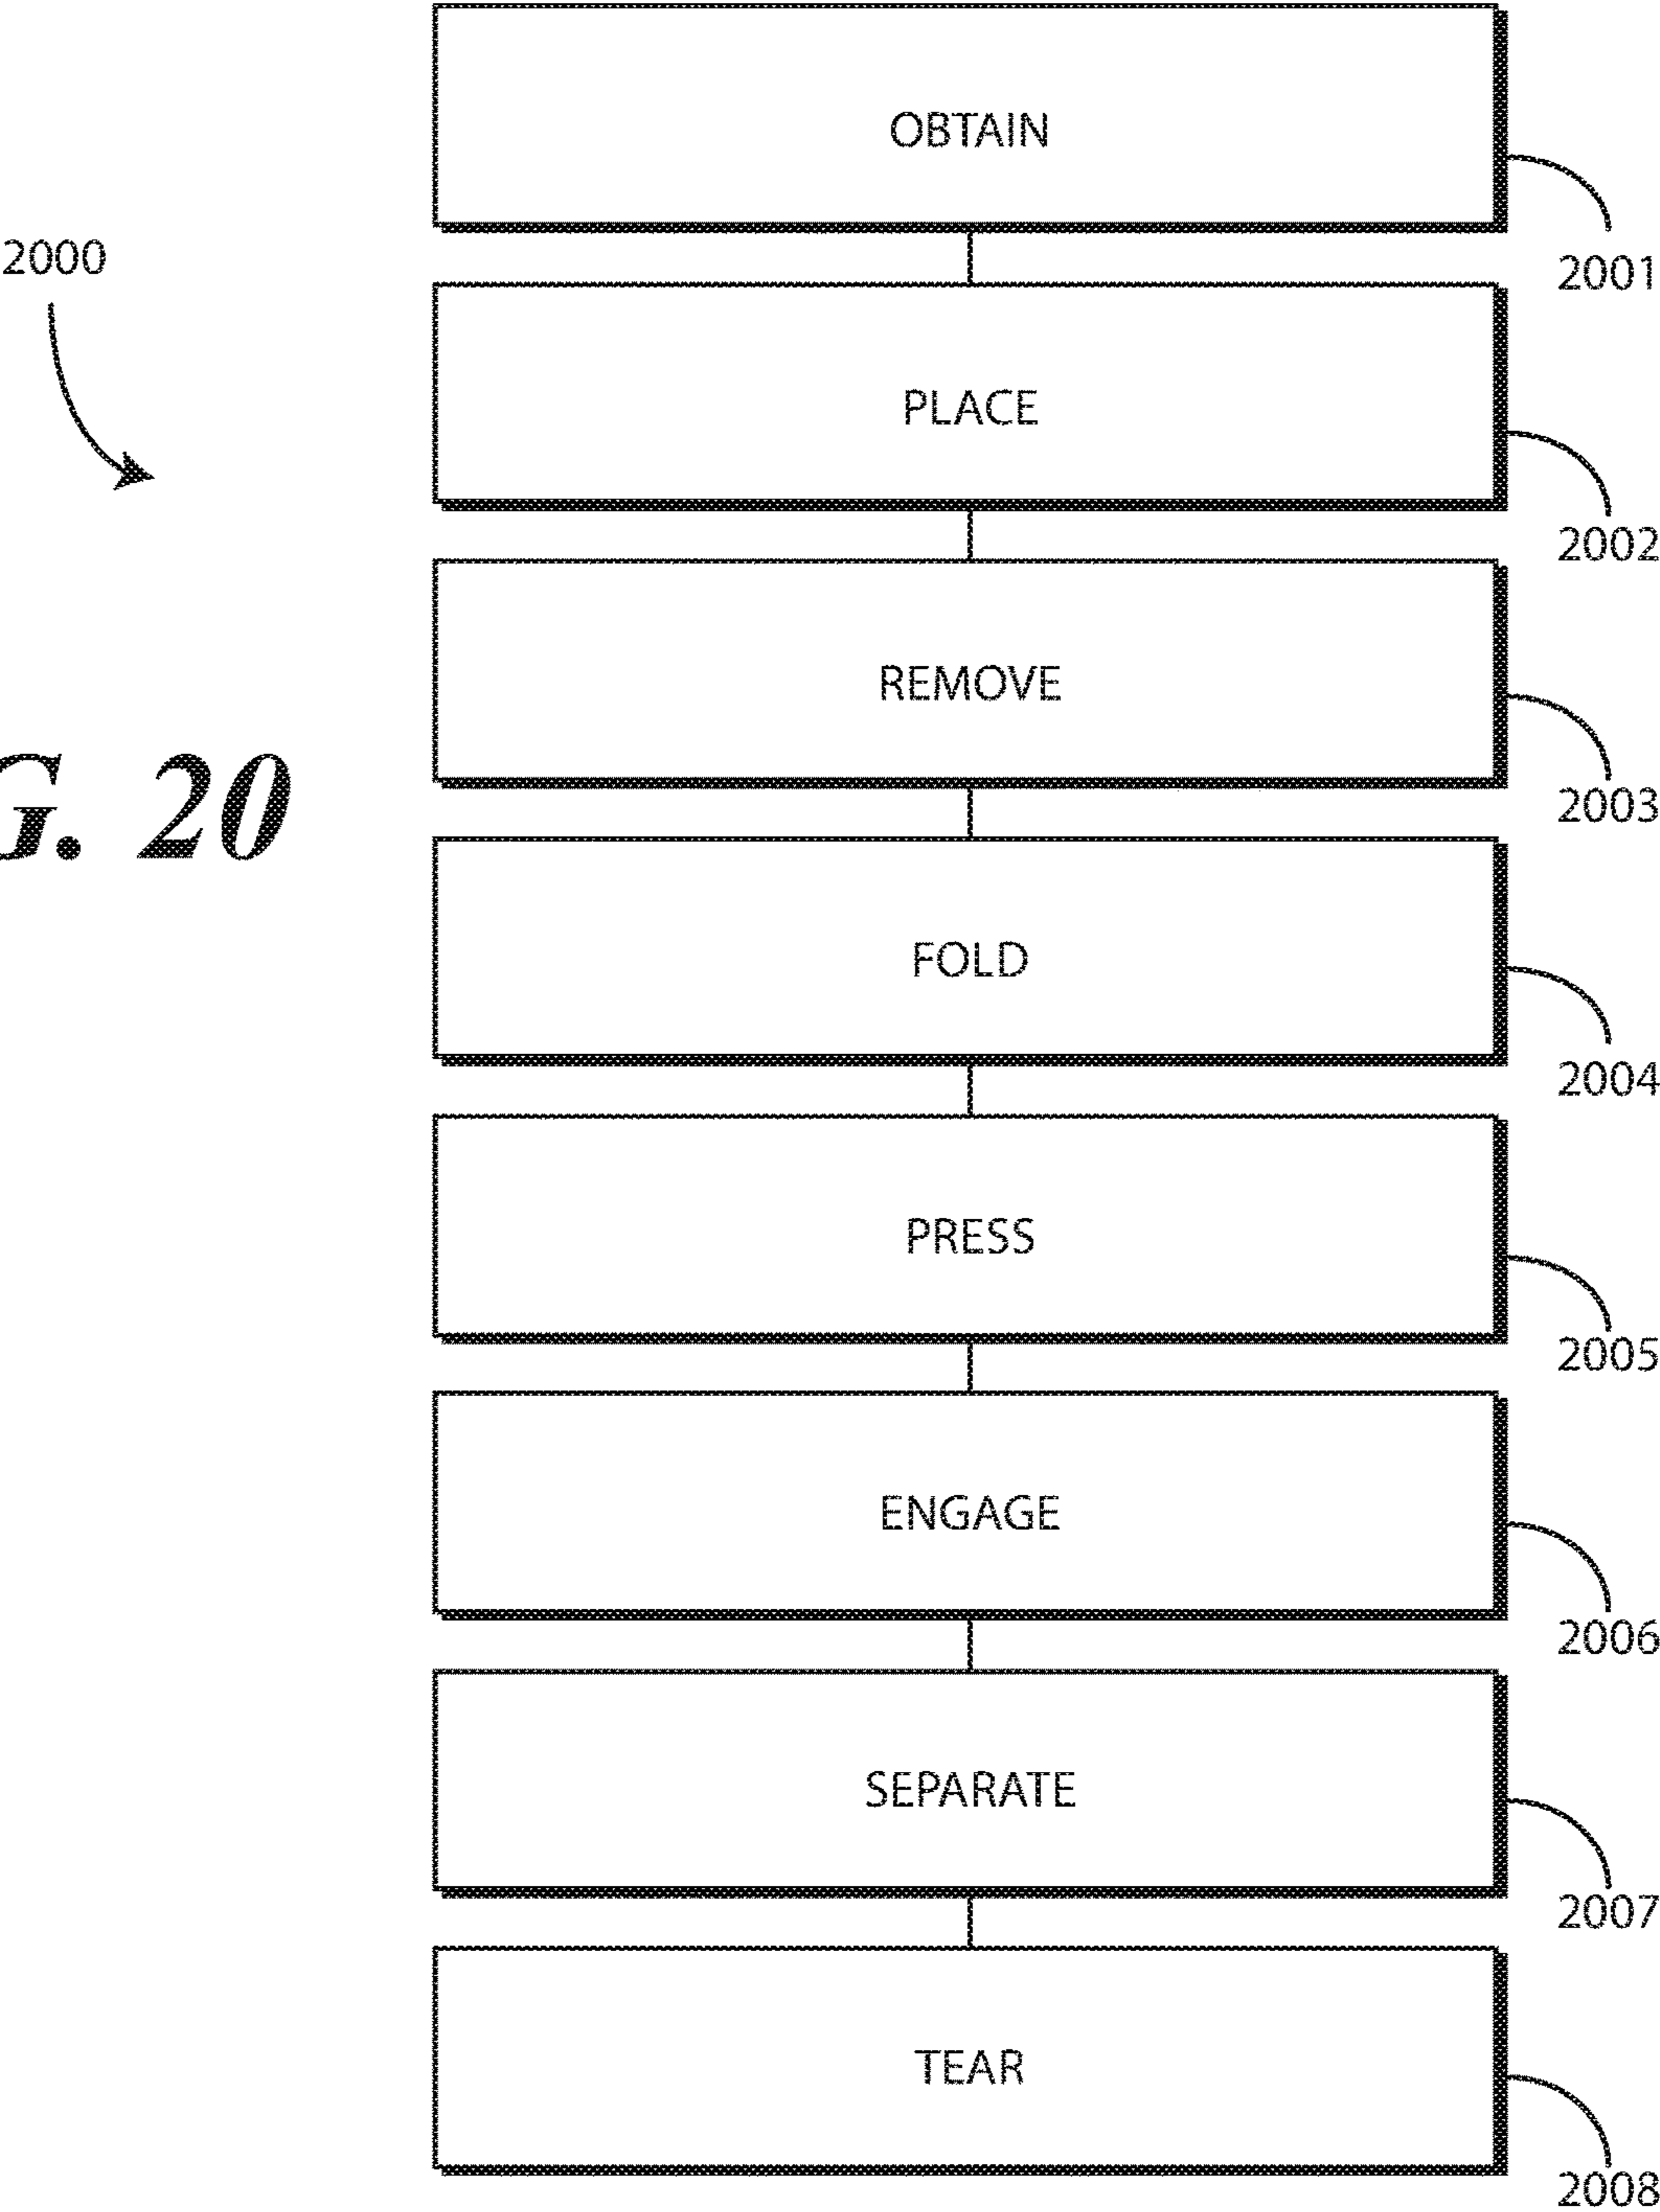 OBTAIN
2001
2000
PLACE
2002
REMOVE
2003
G. 20
FOLD
2004
PRESS
2005
ENGAGE
2006
SEPARATE
2007
TEAR
2008